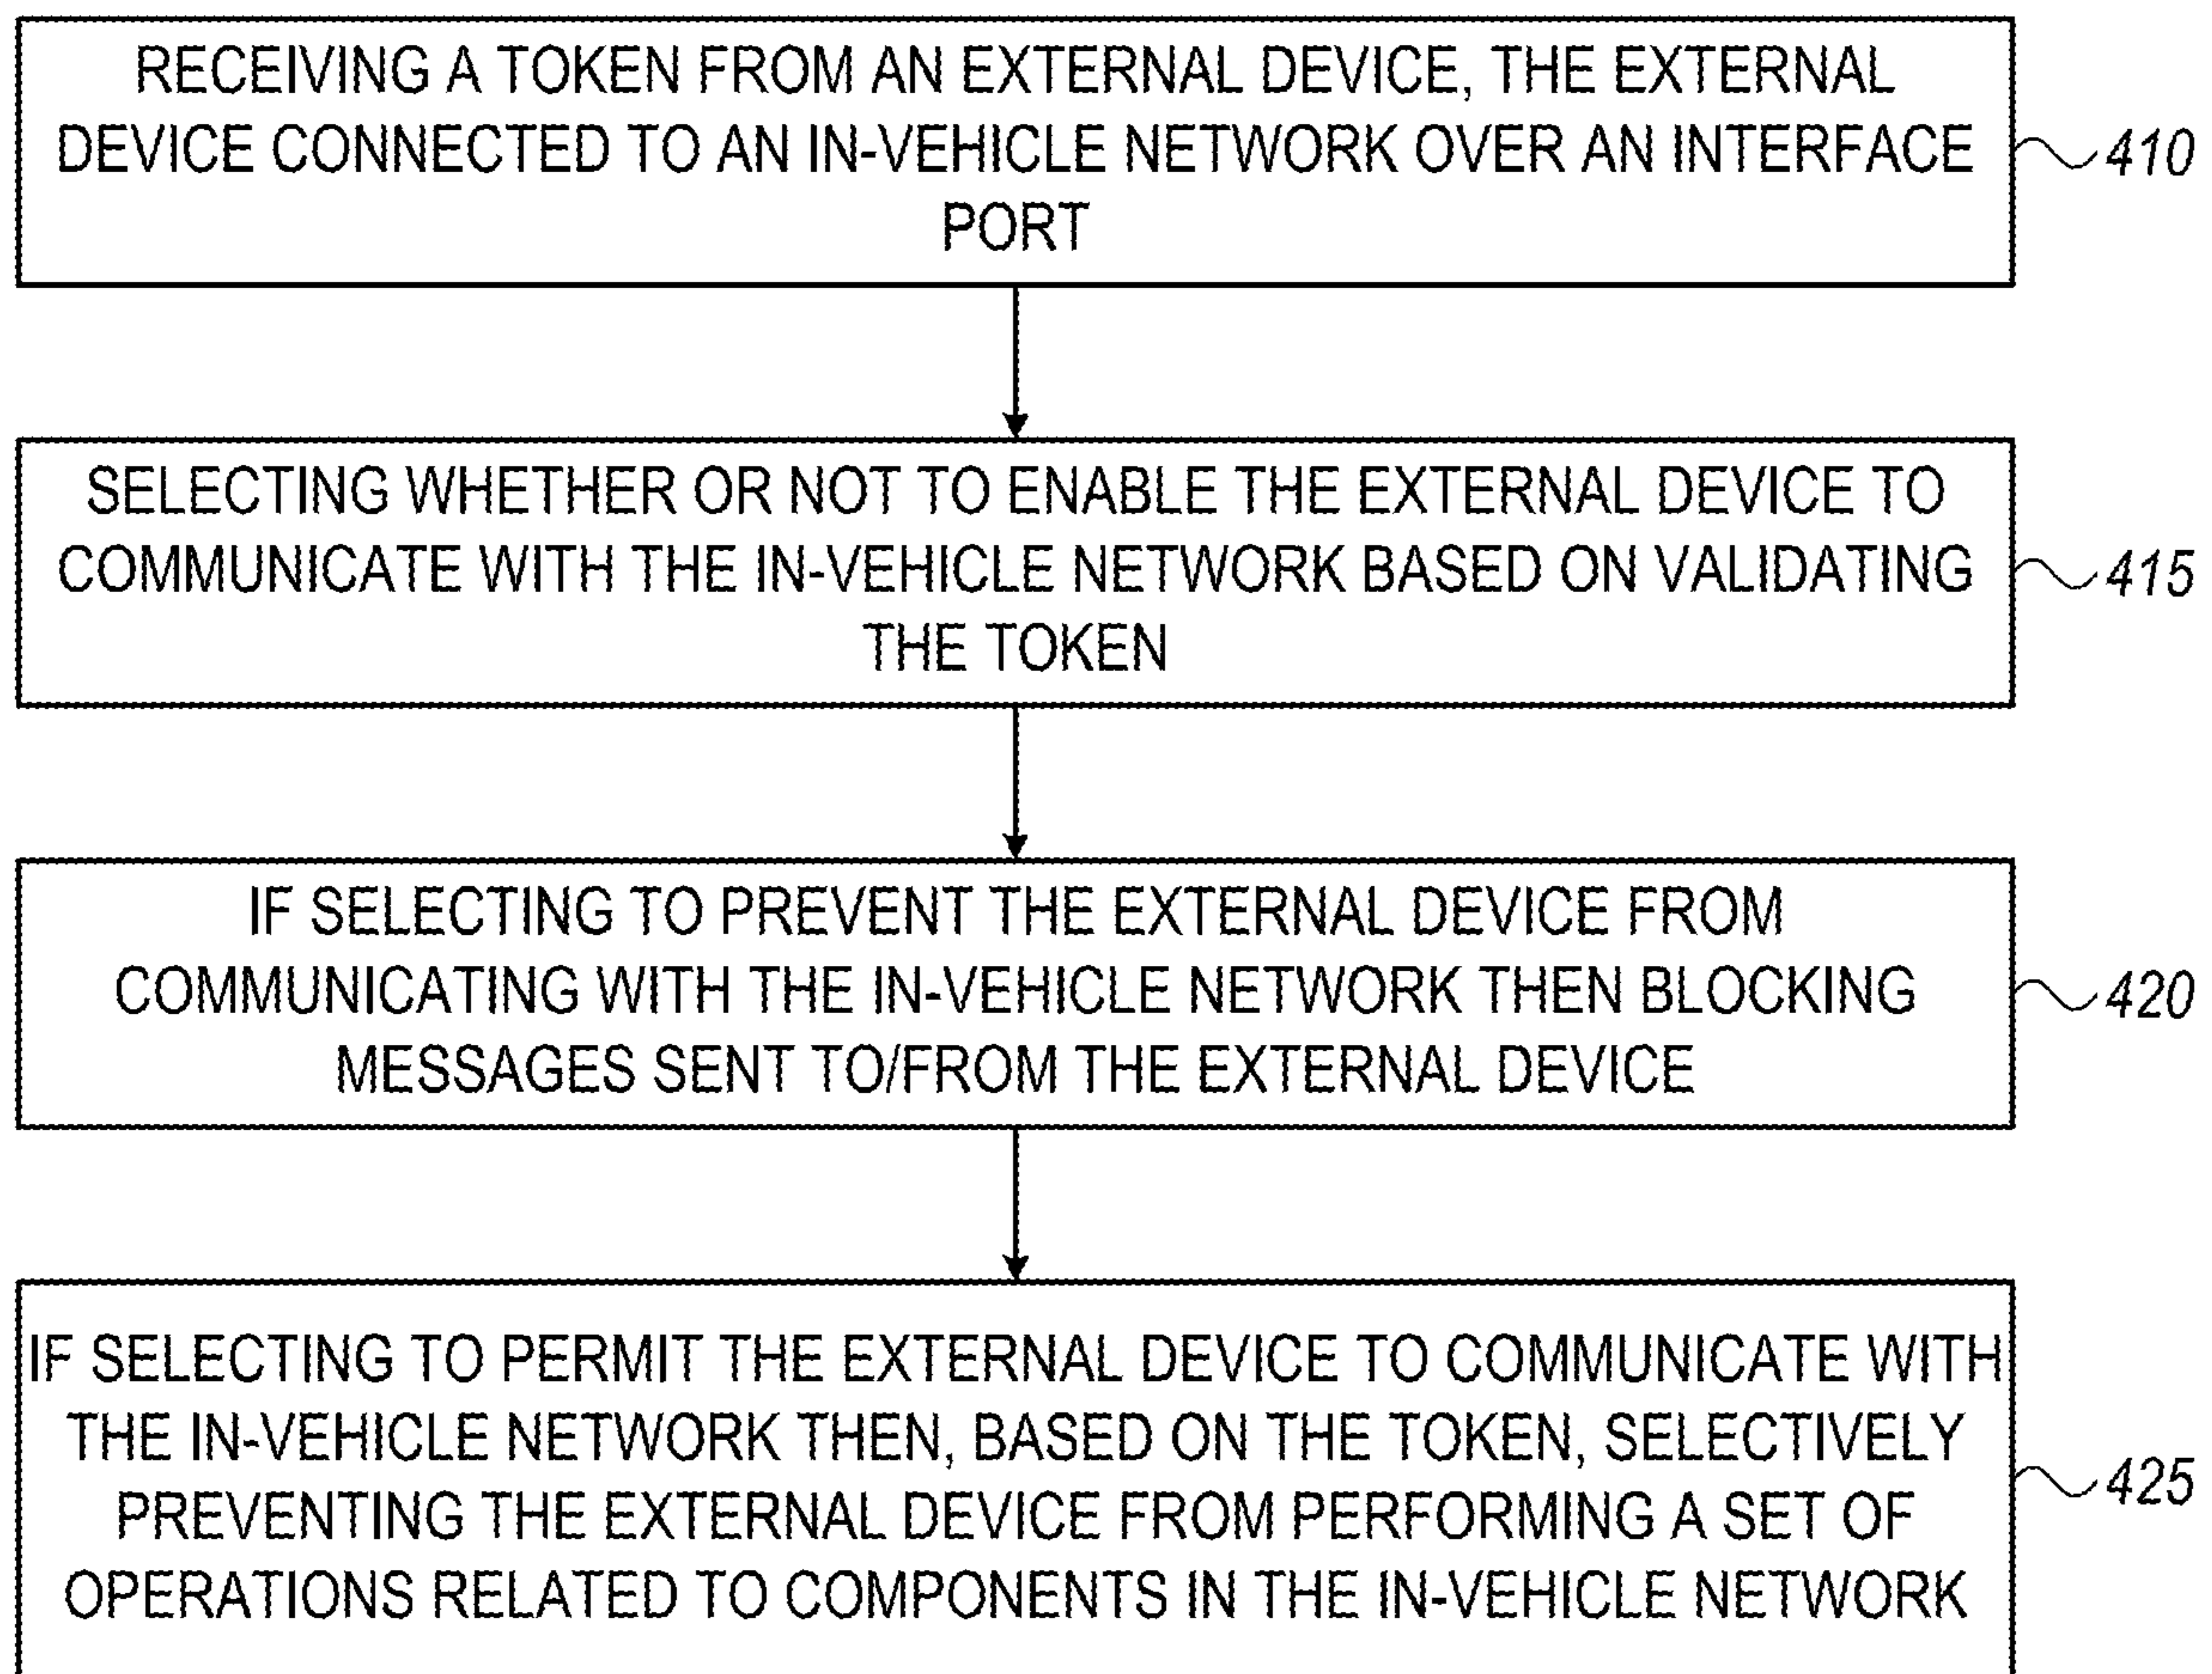 RECEIVING A TOKEN FROM AN EXTERNAL DEVICE, THE EXTERNAL
DEVICE CONNECTED TO AN IN-VEHICLE NETWORK OVER AN INTERFACE
PORT
410
SELECTING WHETHER OR NOT TO ENABLE THE EXTERNAL DEVICE TO
COMMUNICATE WITH THE IN-VEHICLE NETWORK BASED ON VALIDATING
THE TOKEN
415
IF SELECTING TO PREVENT THE EXTERNAL DEVICE FROM
COMMUNICATING WITH THE IN-VEHICLE NETWORK THEN BLOCKING
MESSAGES SENT TO/FROM THE EXTERNAL DEVICE
420
IF SELECTING TO PERMIT THE EXTERNAL DEVICE TO COMMUNICATE WITH
THE IN-VEHICLE NETWORK THEN, BASED ON THE TOKEN, SELECTIVELY
PREVENTING THE EXTERNAL DEVICE FROM PERFORMING A SET OF
OPERATIONS RELATED TO COMPONENTS IN THE IN-VEHICLE NETWORK
425